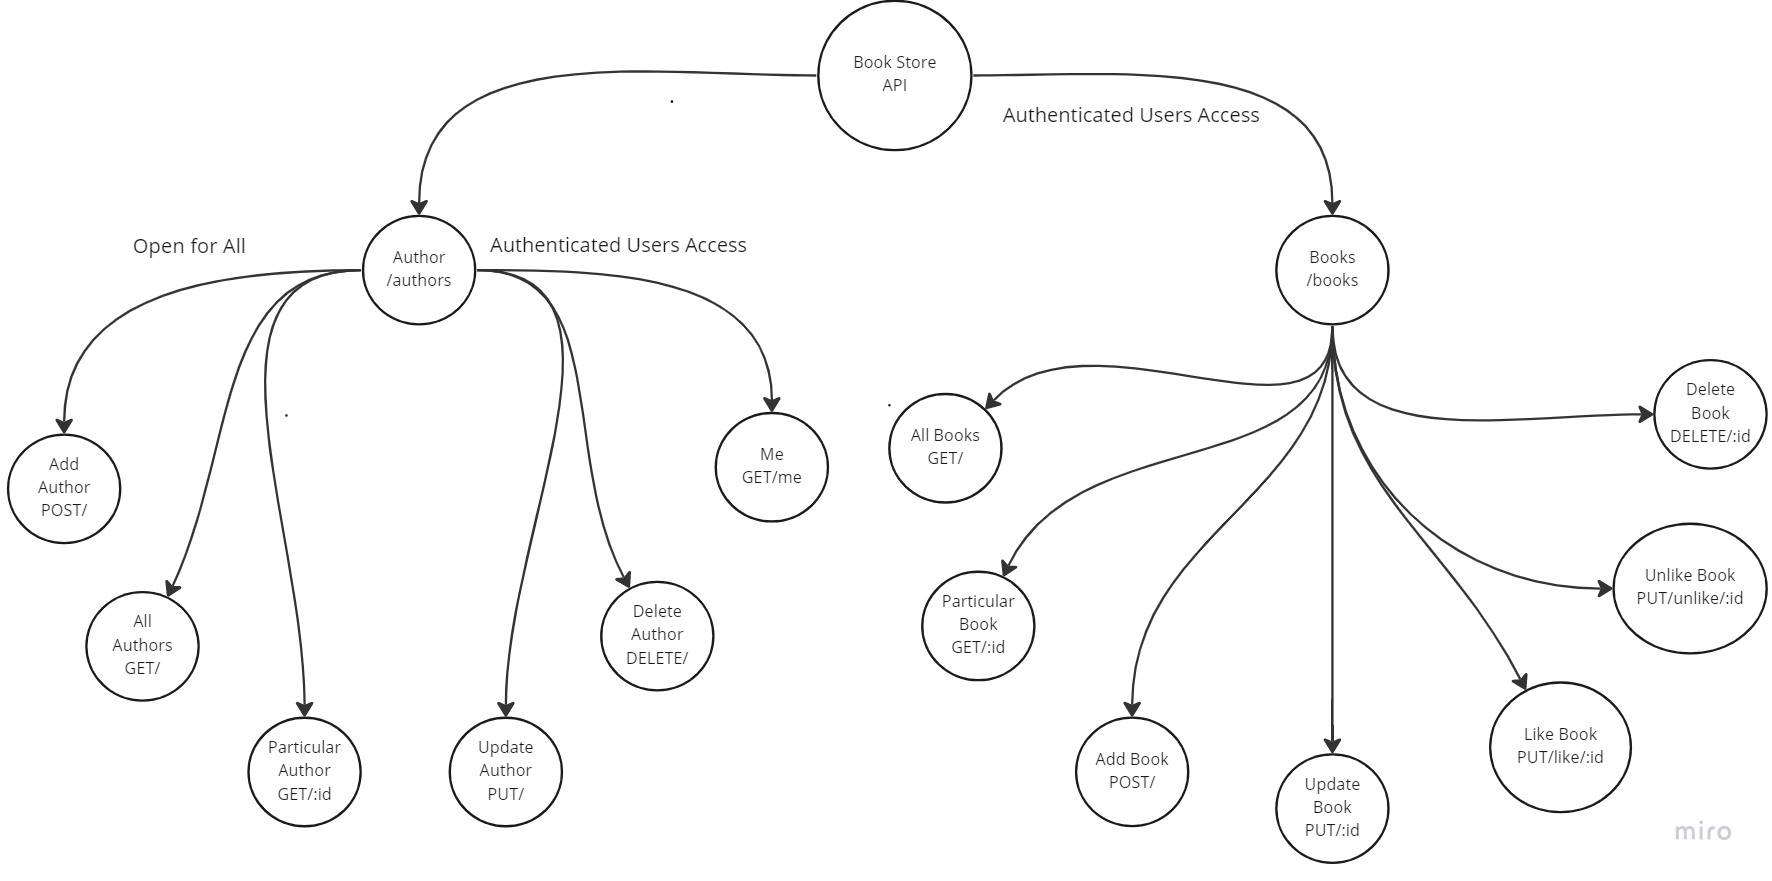 Book Store
API
Authenticated Users Access
Open for All
Author
/authors
Authenticated Users Access
Books
/books
Add
Author
POST/
All
Authors
GET/
Particular
Author
GET/:id
Update
Author
PUT/
Delete
Author
DELETE/
Me
GET/me
All Books
GET/
Particular
Book
GET/:id
Add Book
POST/
Update
Book
PUT/:id
Like Book
PUT/like/:id
Unlike Book
PUT/unlike/:id
Delete
Book
DELETE/:id
miro